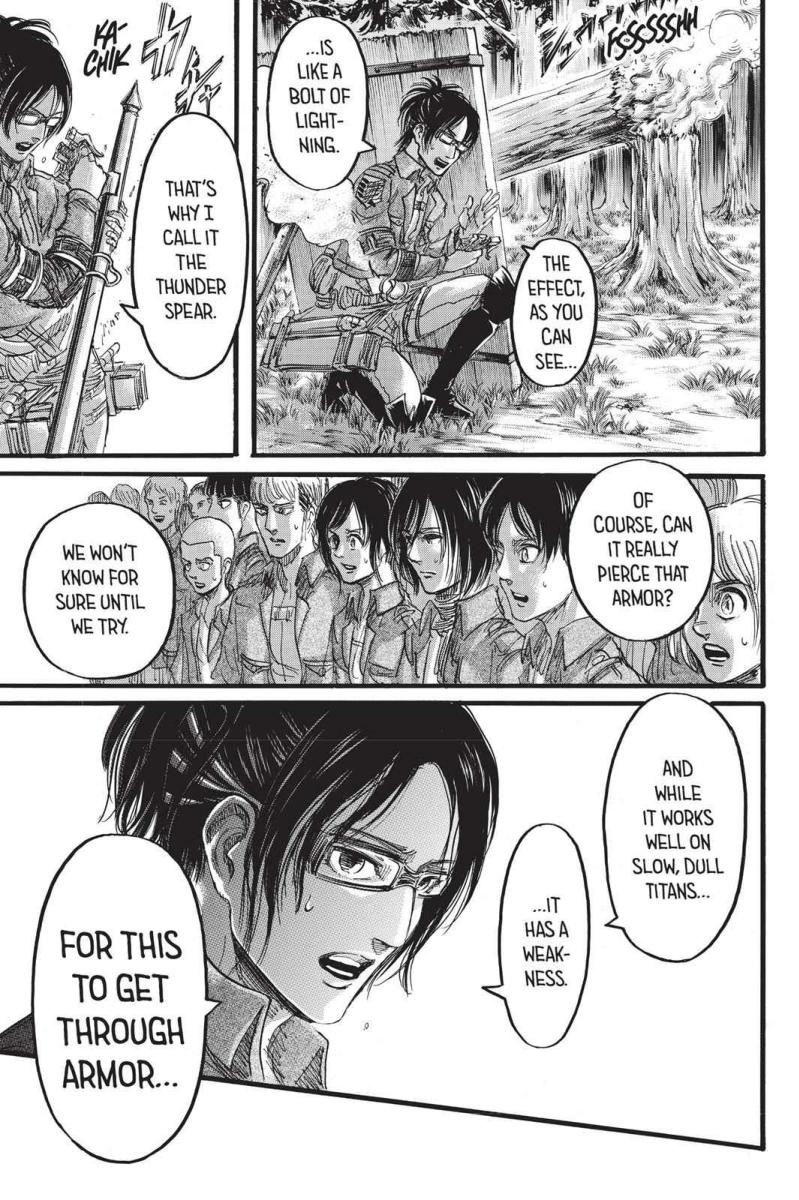 FSSSSSSHH
THE
EFFECT,
AS YOU
CAN
SEE...
...IS
LIKE A
BOLT OF
LIGHT-
NING.
KA-
CHIK
THAT'S
WHY I
CALL IT
THE
THUNDER
SPEAR.
OF
COURSE, CAN
IT REALLY
PIERCE THAT
ARMOR?
WE WON'T
KNOW FOR
SURE UNTIL
WE TRY.
AND
WHILE
IT WORKS
WELL ON
SLOW, DULL
TITANS...
...IT
HAS A
WEAK-
NESS.
FOR THIS
TO GET
THROUGH
ARMOR...